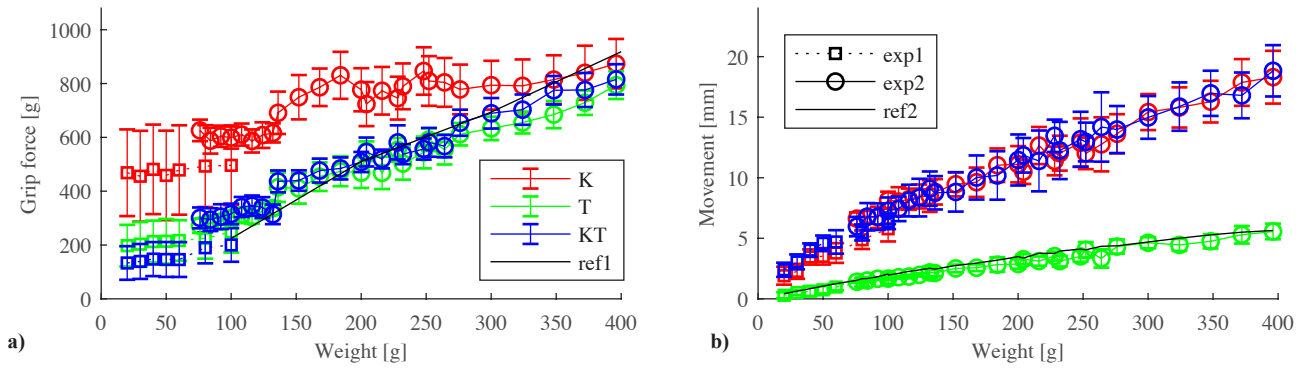 1000
800
600
400
200
0
Grip force [g]
K
T
KT
ref1
0 50 100 150 200 250 300 350 400
Weight [g]
a)
20
15
10
5
0
Movement [mm]
exp1
exp2
ref2
0 50 100 150 200 250 300 350 400
Weight [g]
b)